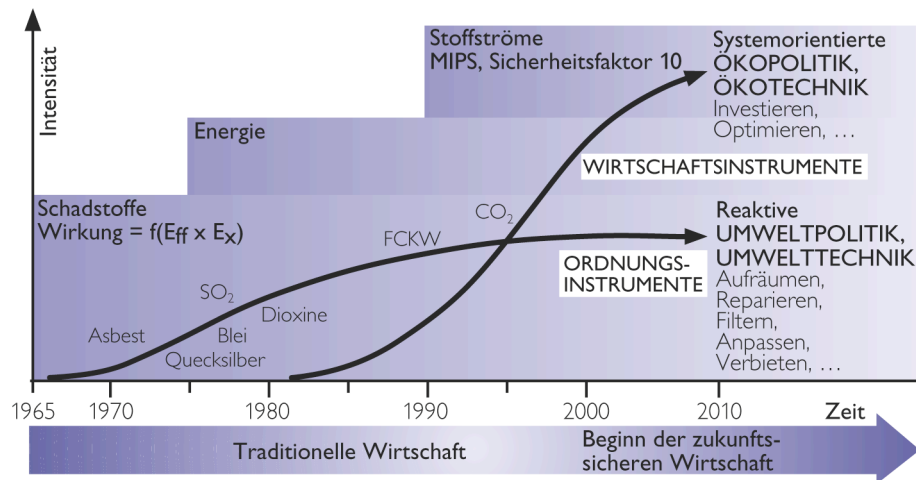 Intensität
Stoffströme
MIPS, Sicherheitsfaktor 10
Systemorientierte
ÖKOPOLITIK,
ÖKOTECHNIK
Investieren,
Optimieren, …
Energie
WIRTSCHAFTSINSTRUMENTE
Schadstoffe
Wirkung = f(Eff x Ex)
CO2
FCKW
Reaktive
UMWELTPOLITIK,
UMWELTTECHNIK
Aufräumen,
Reparieren,
Filtern,
Anpassen,
Verbieten, …
ORDNUNGS-
INSTRUMENTE
SO2
Dioxine
Asbest
Blei
Quecksilber
1965 1970 1980 1990 2000 2010 Zeit
Traditionelle Wirtschaft
Beginn der zukunfts-
sicheren Wirtschaft